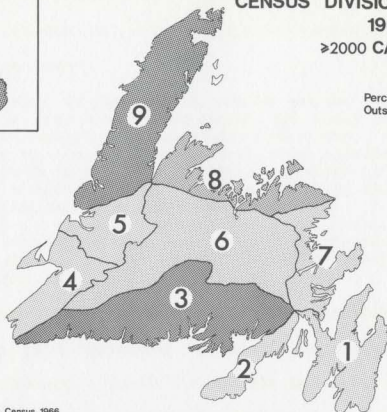 CENSUS DIVISIO
19
≥2000 CA
Perc
Outs
9
8
5
6
7
4
3
2
1
Census, 1966